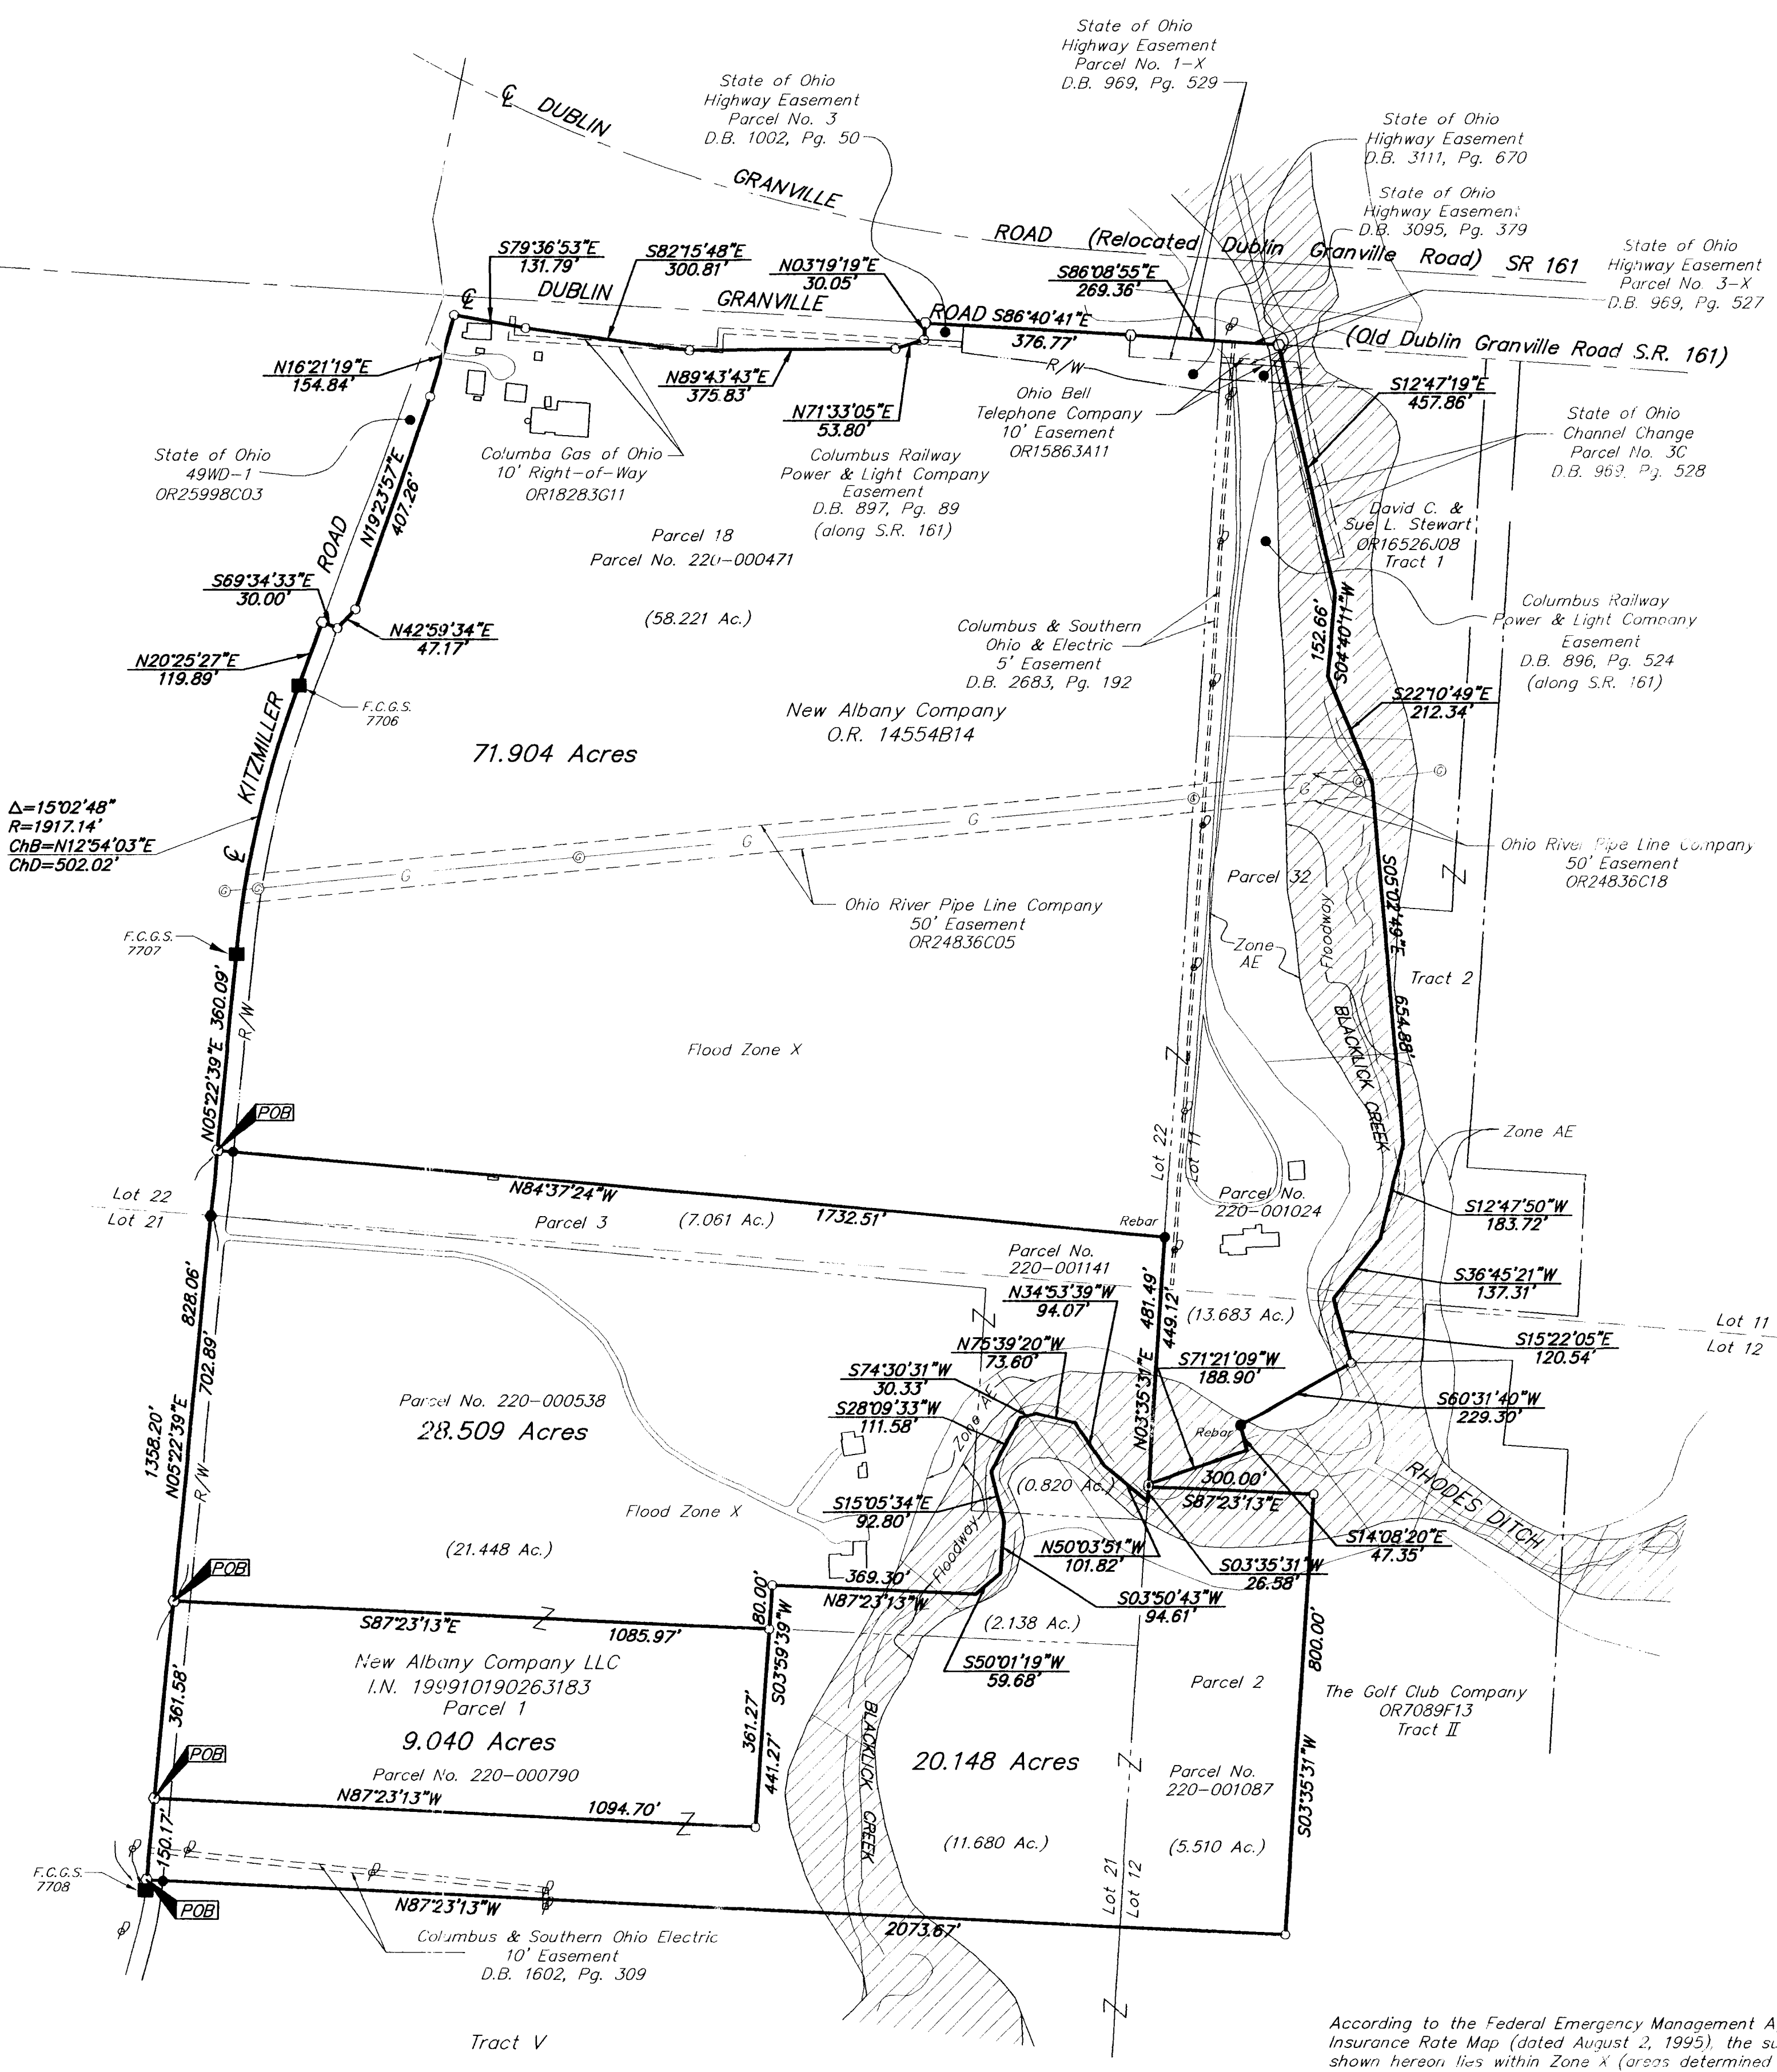 State of Ohio
Highway Easement
Parcel No. 1-X
D.B. 969, Pg. 529
State of Ohio
Highway Easement
Parcel No. 3
D.B. 1002, Pg. 50
℄ DUBLIN
GRANVILLE
ROAD (Relocated Dublin Granville Road) SR 161
State of Ohio
Highway Easement
D.B. 3111, Pg. 670
State of Ohio
Highway Easement
D.B. 3095, Pg. 379
State of Ohio
Highway Easement
Parcel No. 3-X
D.B. 969, Pg. 527
S79°36'53"E
131.79'
S82°15'48"E
300.81'
N03°19'19"E
30.05'
S86°08'55"E
269.36'
℄
DUBLIN
GRANVILLE
ROAD
S86°40'41"E
376.77'
(Old Dublin Granville Road S.R. 161)
R/W
N16°21'19"E
154.84'
N89°43'43"E
375.83'
N71°33'05"E
53.80'
Ohio Bell
Telephone Company
10' Easement
OR15863A11
S12°47'19"E
457.86'
State of Ohio
Channel Change
Parcel No. 3C
D.B. 969, Pg. 528
State of Ohio
49WD-1
OR25998C03
Columba Gas of Ohio
10' Right-of-Way
OR18283G11
Columbus Railway
Power & Light Company
Easement
D.B. 897, Pg. 89
(along S.R. 161)
David C. &
Sue L. Stewart
OR16526J08
Tract 1
N19°23'57"E
407.26'
ROAD
Parcel 18
Parcel No. 220-000471
(58.221 Ac.)
S69°34'33"E
30.00'
N42°59'34"E
47.17'
N20°25'27"E
119.89'
F.C.G.S.
7706
Columbus & Southern
Ohio & Electric
5' Easement
D.B. 2683, Pg. 192
152.66'
S04°40'11"W
Columbus Railway
Power & Light Company
Easement
D.B. 896, Pg. 524
(along S.R. 161)
S22°10'49"E
212.34'
New Albany Company
O.R. 14554B14
71.904 Acres
KITZMILLER
℄
Δ=15°02'48"
R=1917.14'
ChB=N12°54'03"E
ChD=502.02'
G
G
G
G
G
G
G
G
G
G
Ohio River Pipe Line Company
50' Easement
OR24836C18
Ohio River Pipe Line Company
50' Easement
OR24836C05
Parcel 32
S05°02'49"E
654.88'
Floodway
Zone
AE
Tract 2
F.C.G.S.
7707
N05°22'39"E 360.09'
R/W
Flood Zone X
BLACKLICK CREEK
POB
Zone AE
Lot 22
Lot 11
Lot 22
Lot 21
N84°37'24"W
1732.51'
Parcel 3
(7.061 Ac.)
Rebar
Parcel No.
220-001024
S12°47'50"W
183.72'
Parcel No.
220-001141
S36°45'21"W
137.31'
N34°53'39"W
94.07'
N03°35'31"E 481.49'
449.12'
(13.683 Ac.)
Lot 11
Lot 12
S15°22'05"E
120.54'
828.06'
702.89'
N75°39'20"W
73.60'
S74°30'31"W
30.33'
S71°21'09"W
188.90'
S28°09'33"W
111.58'
S60°31'40"W
229.30'
Parcel No. 220-000538
28.509 Acres
Zone AE
Rebar
1358.20'
N05°22'39"E
R/W
(0.820 Ac.)
300.00'
S87°23'13"E
RHODES DITCH
Flood Zone X
S15°05'34"E
92.80'
S14°08'20"E
47.35'
N50°03'51"W
101.82'
S03°35'31"W
26.58'
(21.448 Ac.)
Floodway
POB
369.30'
N87°23'13"W
S03°50'43"W
94.61'
80.00'
S03°59'39"W
(2.138 Ac.)
S50°01'19"W
59.68'
S87°23'13"E
1085.97'
800.00'
361.58'
New Albany Company LLC
I.N. 199910190263183
Parcel 1
9.040 Acres
Parcel No. 220-000790
361.27'
441.27'
Parcel 2
The Golf Club Company
OR7089F13
Tract II
BLACKLICK CREEK
20.148 Acres
Parcel No.
220-001087
S03°35'31"W
POB
N87°23'13"W
1094.70'
(11.680 Ac.)
(5.510 Ac.)
150.17'
F.C.G.S.
7708
Lot 21
Lot 12
POB
N87°23'13"W
2073.67'
Columbus & Southern Ohio Electric
10' Easement
D.B. 1602, Pg. 309
Tract V
According to the Federal Emergency Management A
Insurance Rate Map (dated August 2, 1995), the su
shown hereon lies within Zone X (areas determined